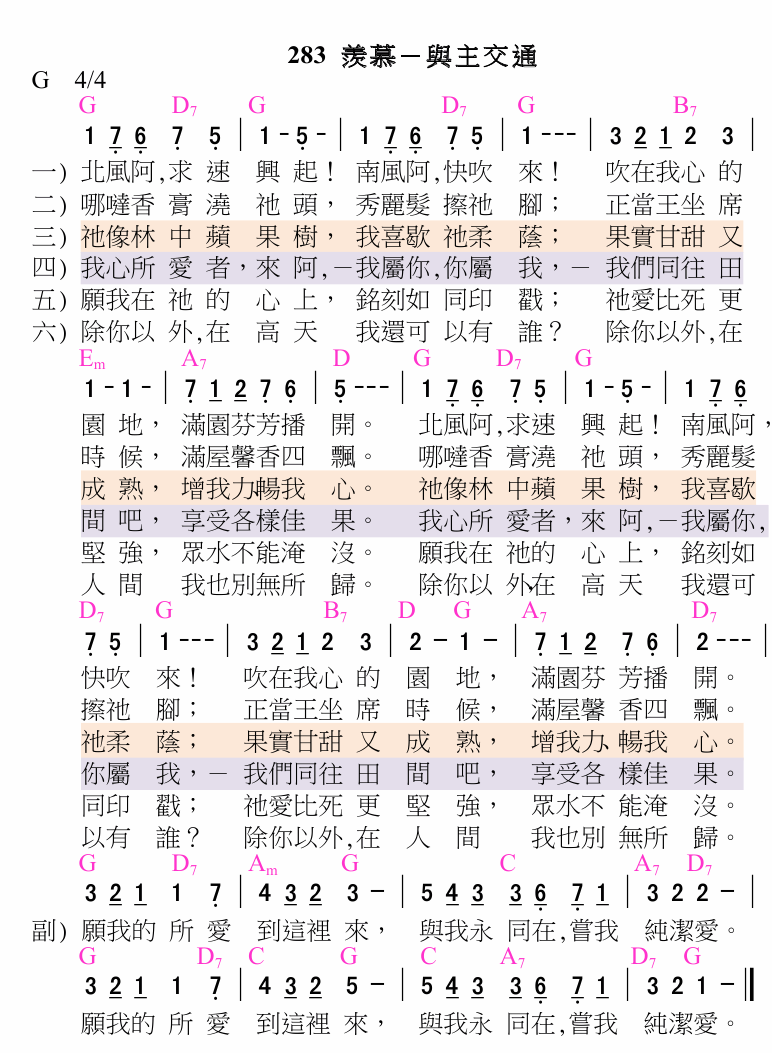 283 羨慕－與主交通
G 4/4
G D7 G D7 G B7
1 7 6 7 5 | 1 - 5 - | 1 7 6 7 5 | 1 - - - | 3 2 1 2 3 |
一) 北風阿,求 速 興 起! 南風阿,快吹 來! 吹在我心 的
二) 哪噠香 膏 澆 祂 頭, 秀麗髮 擦祂 腳; 正當王坐 席
三) 祂像林 中 蘋 果 樹, 我喜歇 祂柔 蔭; 果實甘甜 又
四) 我心所 愛 者,來 阿,－我屬你,你屬 我,－ 我們同往 田
五) 願我在 祂 的 心 上, 銘刻如 同印 戳; 祂愛比死 更
六) 除你以 外,在 高 天 我還可 以有 誰? 除你以外,在
Em A7 D G D7 G
1 - 1 - | 7 1 2 7 6 | 5 - - - | 1 7 6 7 5 | 1 - 5 - | 1 7 6
園 地, 滿園芬芳播 開。 北風阿,求速 興 起! 南風阿,
時 候, 滿屋馨香四 飄。 哪噠香 膏澆 祂 頭, 秀麗髮
成 熟, 增我力、暢我 心。 祂像林 中蘋 果 樹, 我喜歇
間 吧, 享受各樣佳 果。 我心所 愛者,來 阿,－我屬你,
堅 強, 眾水不能淹 沒。 願我在 祂的 心 上, 銘刻如
人 間 我也別無所 歸。 除你以 外,在 高 天 我還可
D7 G B7 D G A7 D7
7 5 | 1 - - - | 3 2 1 2 3 | 2 - 1 - | 7 1 2 7 6 | 2 - - - |
快吹 來! 吹在我心 的 園 地, 滿園芬 芳播 開。
擦祂 腳; 正當王坐 席 時 候, 滿屋馨 香四 飄。
祂柔 蔭; 果實甘甜 又 成 熟, 增我力、暢我 心。
你屬 我,－ 我們同往 田 間 吧, 享受各 樣佳 果。
同印 戳; 祂愛比死 更 堅 強, 眾水不 能淹 沒。
以有 誰? 除你以外,在 人 間 我也別 無所 歸。
G D7 Am G C A7 D7
3 2 1 1 7 | 4 3 2 3 - | 5 4 3 3 6 7 1 | 3 2 2 - |
副) 願我的 所 愛 到這裡 來, 與我永 同在,嘗我 純潔愛。
G D7 C G C A7 D7 G
3 2 1 1 7 | 4 3 2 5 - | 5 4 3 3 6 7 1 | 3 2 1 - ‖
願我的 所 愛 到這裡 來, 與我永 同在,嘗我 純潔愛。